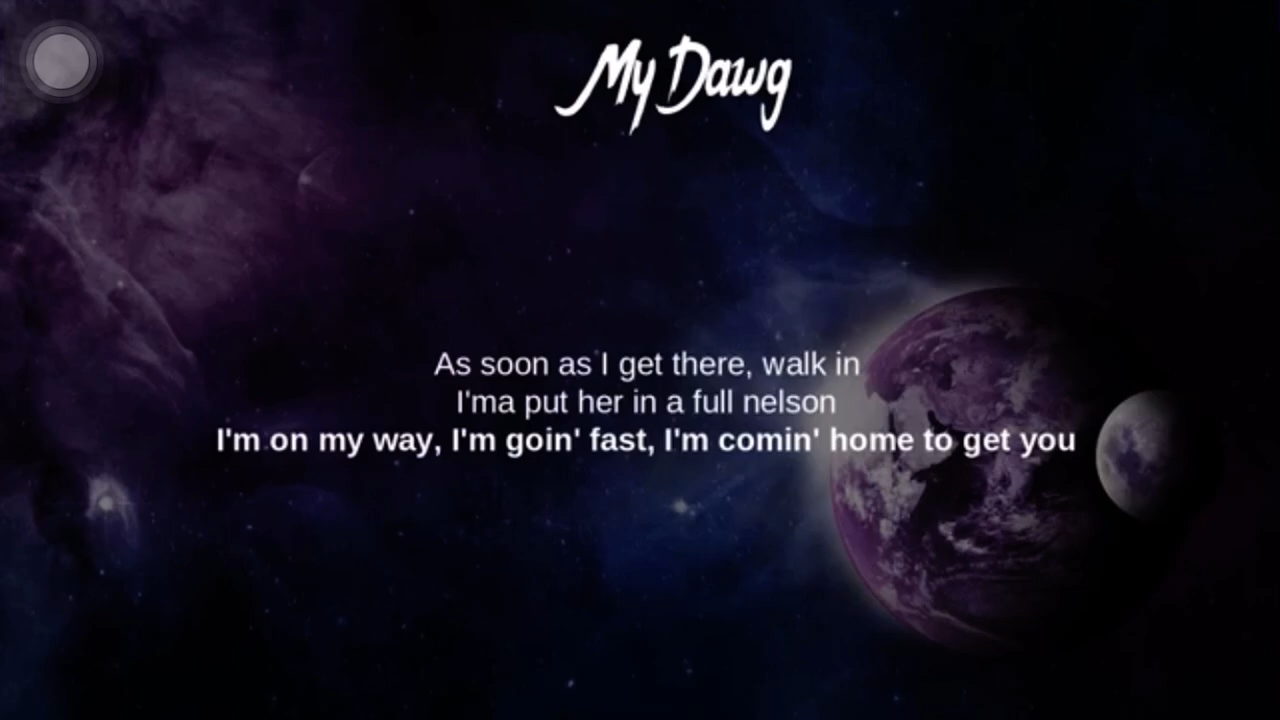 My Dawg
As soon as I get there, walk in
I'ma put her in a full nelson
I'm on my way, I'm goin' fast, I'm comin' home to get you